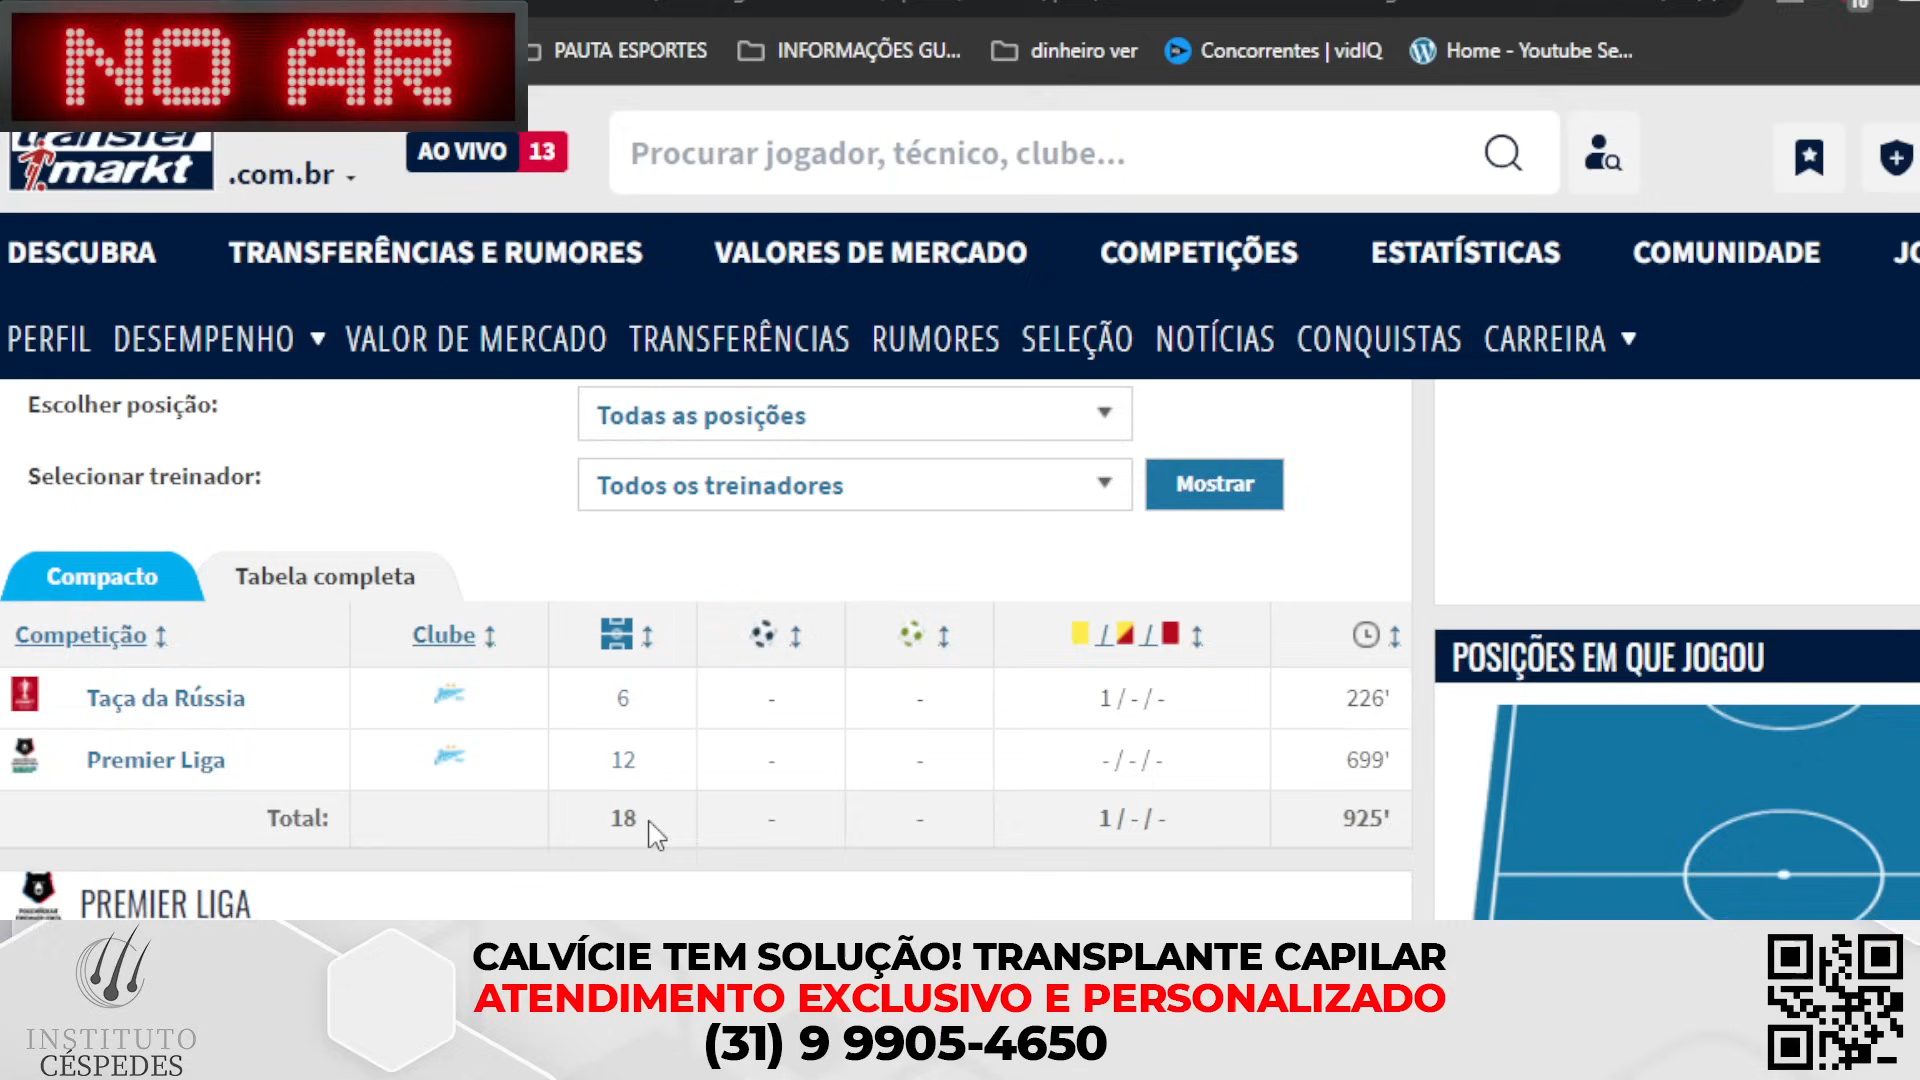 PAUTA ESPORTES
INFORMAÇÕES GU...
dinheiro ver
Concorrentes | vidIQ
Home - Youtube Se...
10
NO AR
transfer
markt
.com.br
AO VIVO 13
Procurar jogador, técnico, clube...
DESCUBRA TRANSFERÊNCIAS E RUMORES VALORES DE MERCADO COMPETIÇÕES ESTATÍSTICAS COMUNIDADE JO
PERFIL DESEMPENHO VALOR DE MERCADO TRANSFERÊNCIAS RUMORES SELEÇÃO NOTÍCIAS CONQUISTAS CARREIRA
Escolher posição: Todas as posições
Selecionar treinador: Todos os treinadores Mostrar
Compacto Tabela completa
Competição Clube / /
Taça da Rússia 6 - - 1 / - / - 226'
Premier Liga 12 - - - / - / - 699'
Total: 18 - - 1 / - / - 925'
POSIÇÕES EM QUE JOGOU
PREMIER LIGA
CALVÍCIE TEM SOLUÇÃO! TRANSPLANTE CAPILAR
ATENDIMENTO EXCLUSIVO E PERSONALIZADO
(31) 9 9905-4650
INSTITUTO
CÉSPEDES